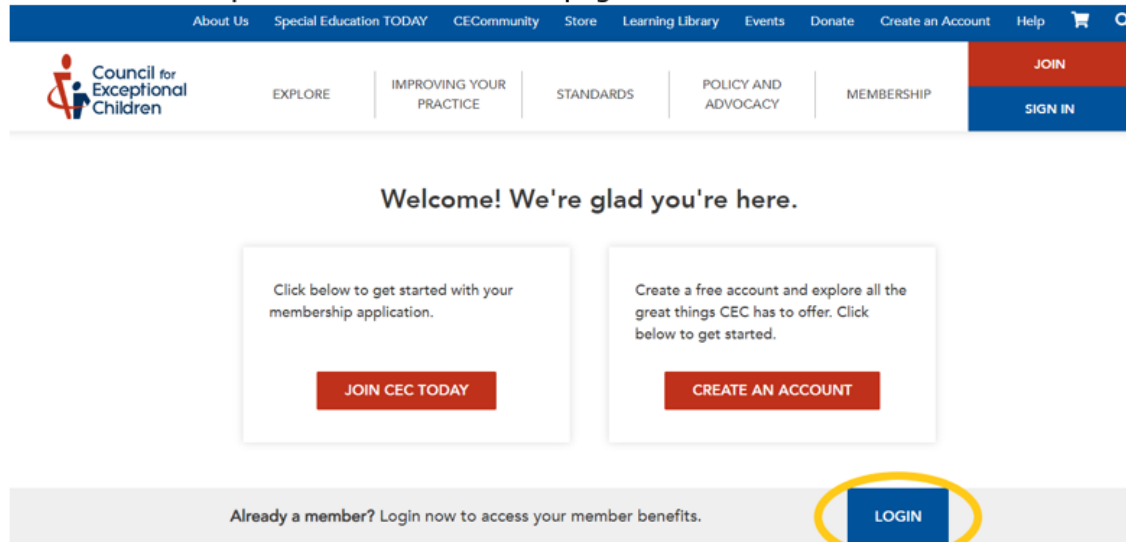 About Us Special Education TODAY CECommunity Store Learning Library Events Donate Create an Account Help
Council for
Exceptional
Children
EXPLORE
IMPROVING YOUR
PRACTICE
STANDARDS
POLICY AND
ADVOCACY
MEMBERSHIP
JOIN
SIGN IN
Welcome! We're glad you're here.
Click below to get started with your
membership application.
JOIN CEC TODAY
Create a free account and explore all the
great things CEC has to offer. Click
below to get started.
CREATE AN ACCOUNT
Already a member? Login now to access your member benefits.
LOGIN